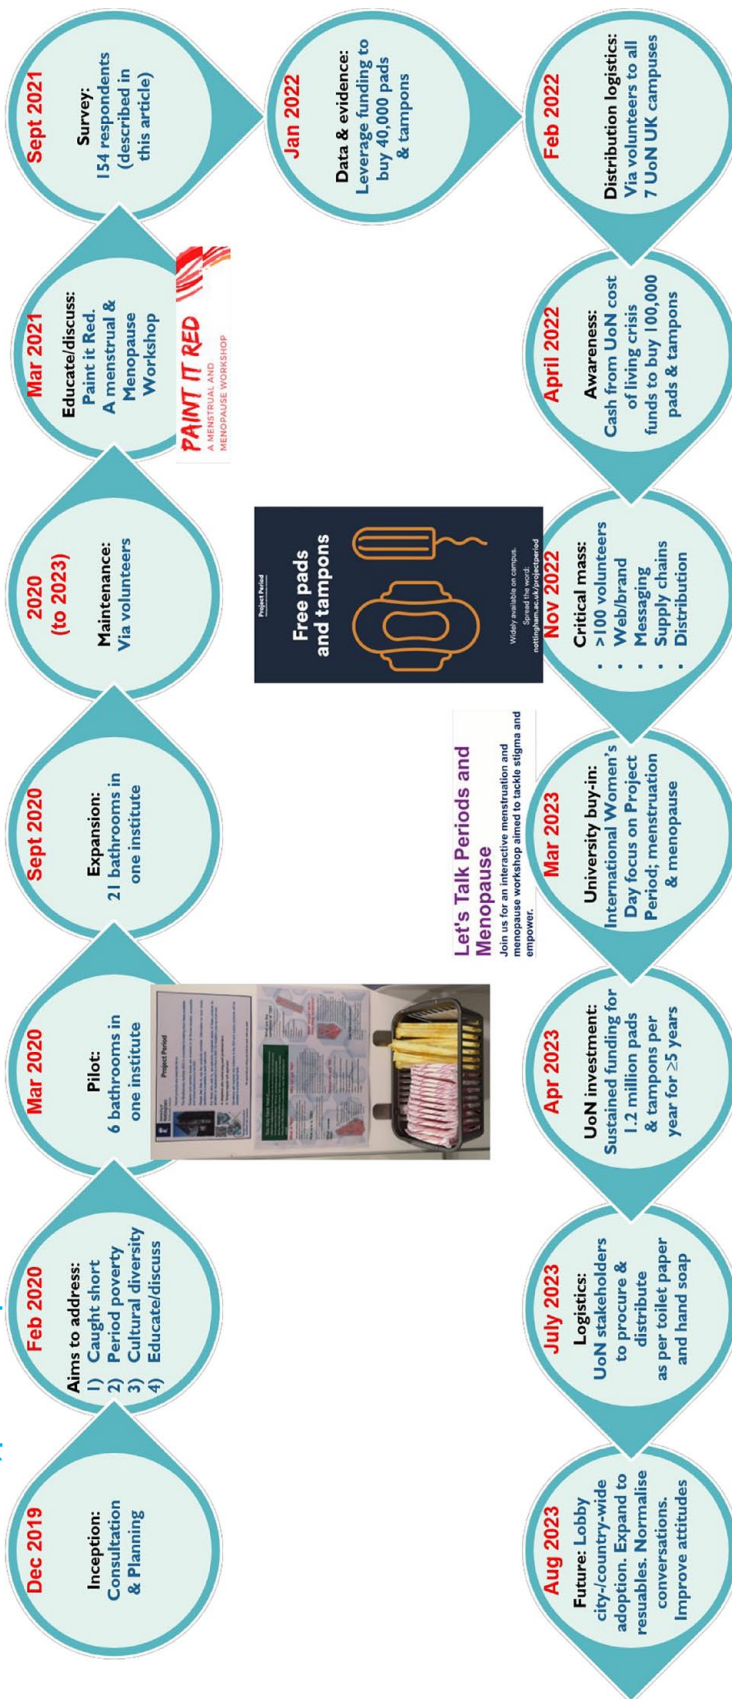 Dec 2019
Inception:
Consultation
& Planning
Feb 2020
Aims to address:
1) Caught short
2) Period poverty
3) Cultural diversity
4) Educate/discuss
Mar 2020
Pilot:
6 bathrooms in
one institute
Project Period
Sept 2020
Expansion:
21 bathrooms in
one institute
2020
(to 2023)
Maintenance:
Via volunteers
Mar 2021
Educate/discuss:
Paint it Red.
A menstrual &
Menopause
Workshop
PAINT IT RED
A MENSTRUAL AND
MENOPAUSE WORKSHOP
Sept 2021
Survey:
154 respondents
(described in
this article)
Jan 2022
Data & evidence:
Leverage funding to
buy 40,000 pads
& tampons
Feb 2022
Distribution logistics:
Via volunteers to all
7 UoN UK campuses
April 2022
Awareness:
Cash from UoN cost
of living crisis
funds to buy 100,000
pads & tampons
Project Period
Free pads
and tampons
Widely available on campus.
Spread the word:
nottingham.ac.uk/projectperiod
Nov 2022
Critical mass:
• >100 volunteers
• Web/brand
• Messaging
• Supply chains
• Distribution
Let's Talk Periods and
Menopause
Join us for an interactive menstruation and
menopause workshop aimed to tackle stigma and
empower.
Mar 2023
University buy-in:
International Women's
Day focus on Project
Period; menstruation
& menopause
Apr 2023
UoN investment:
Sustained funding for
1.2 million pads
& tampons per
year for ≥5 years
July 2023
Logistics:
UoN stakeholders
to procure &
distribute
as per toilet paper
and hand soap
Aug 2023
Future: Lobby
city-/country-wide
adoption. Expand to
resuables. Normalise
conversations.
Improve attitudes